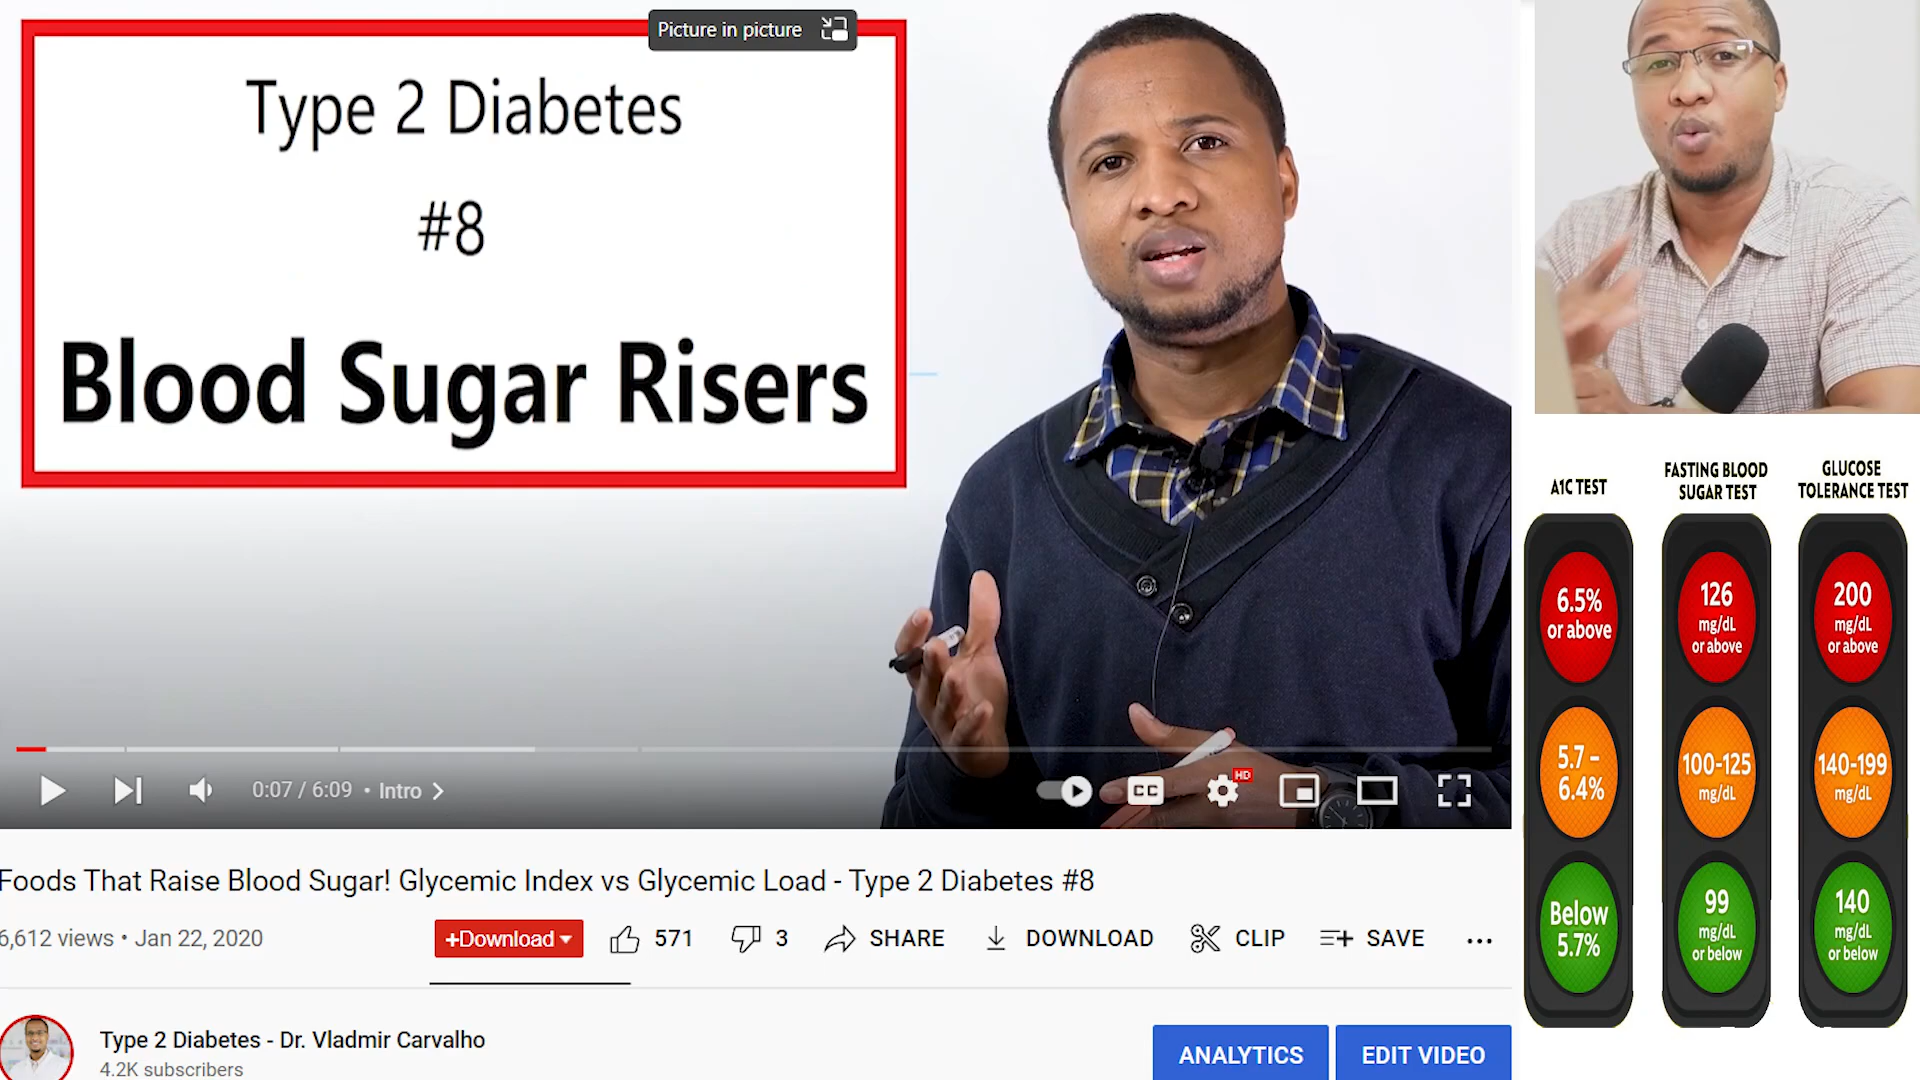 Picture in picture
Type 2 Diabetes
#8
Blood Sugar Risers
0:07 / 6:09 • Intro
CC
HD
Foods That Raise Blood Sugar! Glycemic Index vs Glycemic Load - Type 2 Diabetes #8
6,612 views • Jan 22, 2020
+Download
571
3
SHARE
DOWNLOAD
CLIP
SAVE
Type 2 Diabetes - Dr. Vladmir Carvalho
4.2K subscribers
ANALYTICS
EDIT VIDEO
A1C TEST
6.5%
or above
5.7 –
6.4%
Below
5.7%
FASTING BLOOD
SUGAR TEST
126
mg/dL
or above
100-125
mg/dL
99
mg/dL
or below
GLUCOSE
TOLERANCE TEST
200
mg/dL
or above
140-199
mg/dL
140
mg/dL
or below